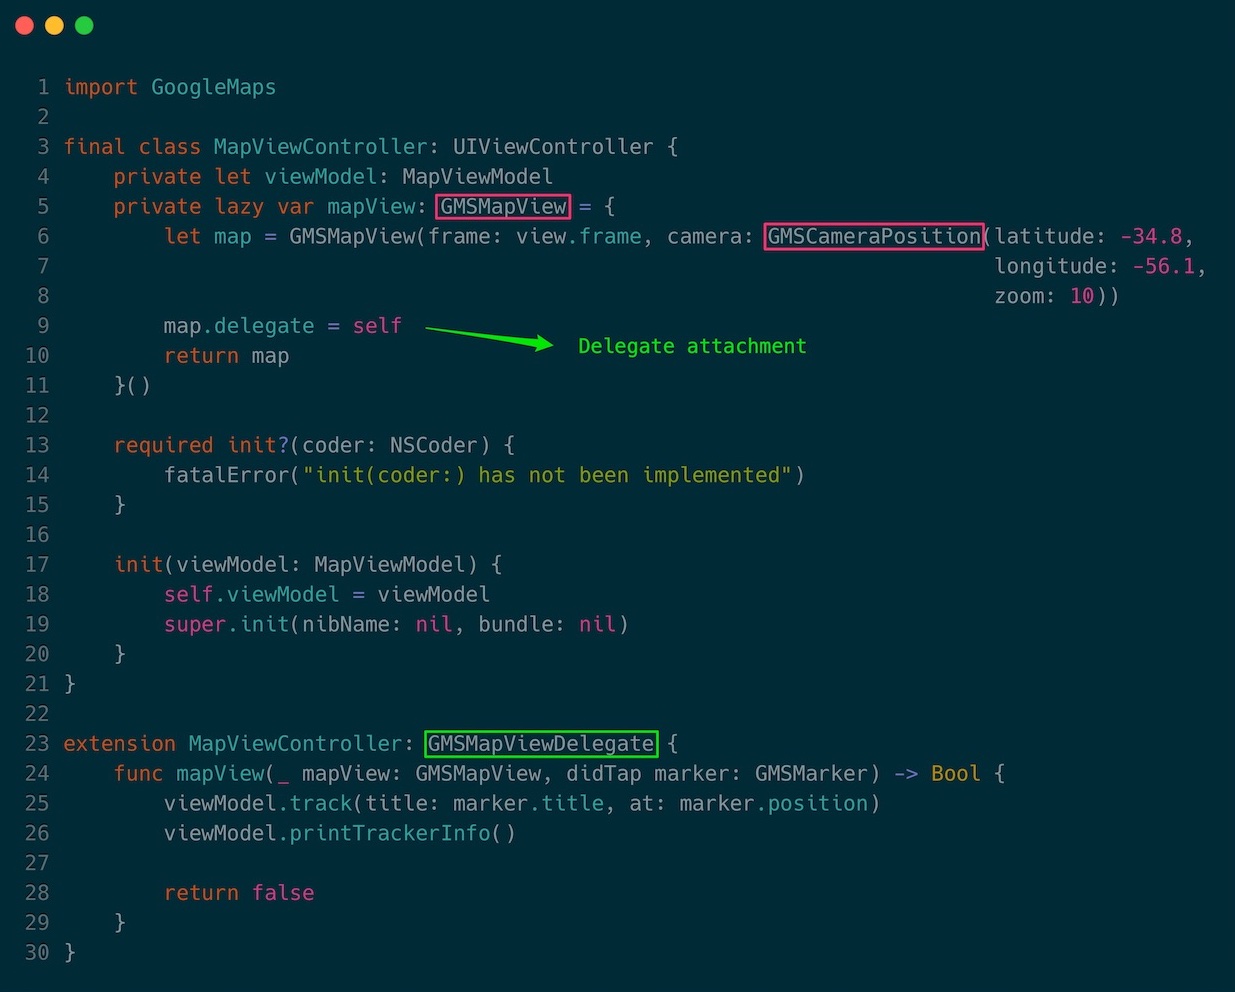 1 import GoogleMaps
2
3 final class MapViewController: UIViewController {
4     private let viewModel: MapViewModel
5     private lazy var mapView: GMSMapView = {
6         let map = GMSMapView(frame: view.frame, camera: GMSCameraPosition(latitude: -34.8,
7                                                                           longitude: -56.1,
8                                                                           zoom: 10))
9         map.delegate = self
Delegate attachment
10         return map
11     }()
12
13     required init?(coder: NSCoder) {
14         fatalError("init(coder:) has not been implemented")
15     }
16
17     init(viewModel: MapViewModel) {
18         self.viewModel = viewModel
19         super.init(nibName: nil, bundle: nil)
20     }
21 }
22
23 extension MapViewController: GMSMapViewDelegate {
24     func mapView(_ mapView: GMSMapView, didTap marker: GMSMarker) -> Bool {
25         viewModel.track(title: marker.title, at: marker.position)
26         viewModel.printTrackerInfo()
27
28         return false
29     }
30 }